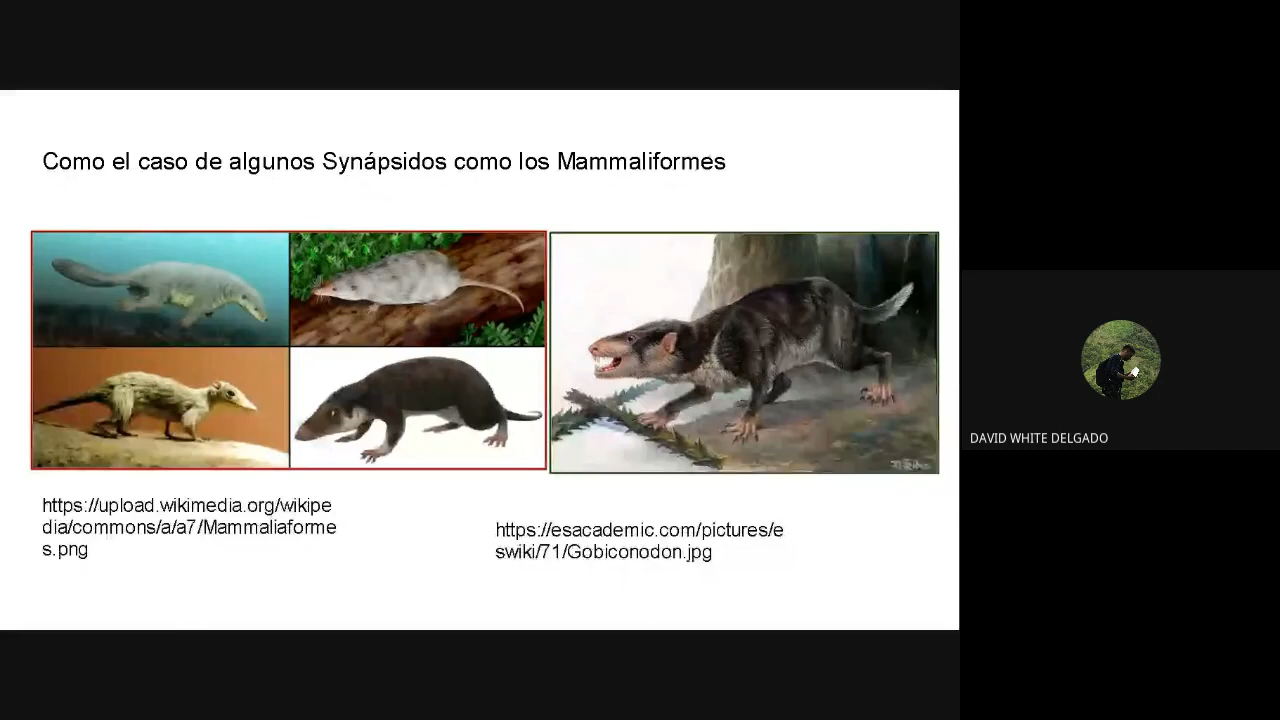 Como el caso de algunos Synápsidos como los Mammaliformes
https://upload.wikimedia.org/wikipe
dia/commons/a/a7/Mammaliaforme
s.png
https://esacademic.com/pictures/e
swiki/71/Gobiconodon.jpg
DAVID WHITE DELGADO